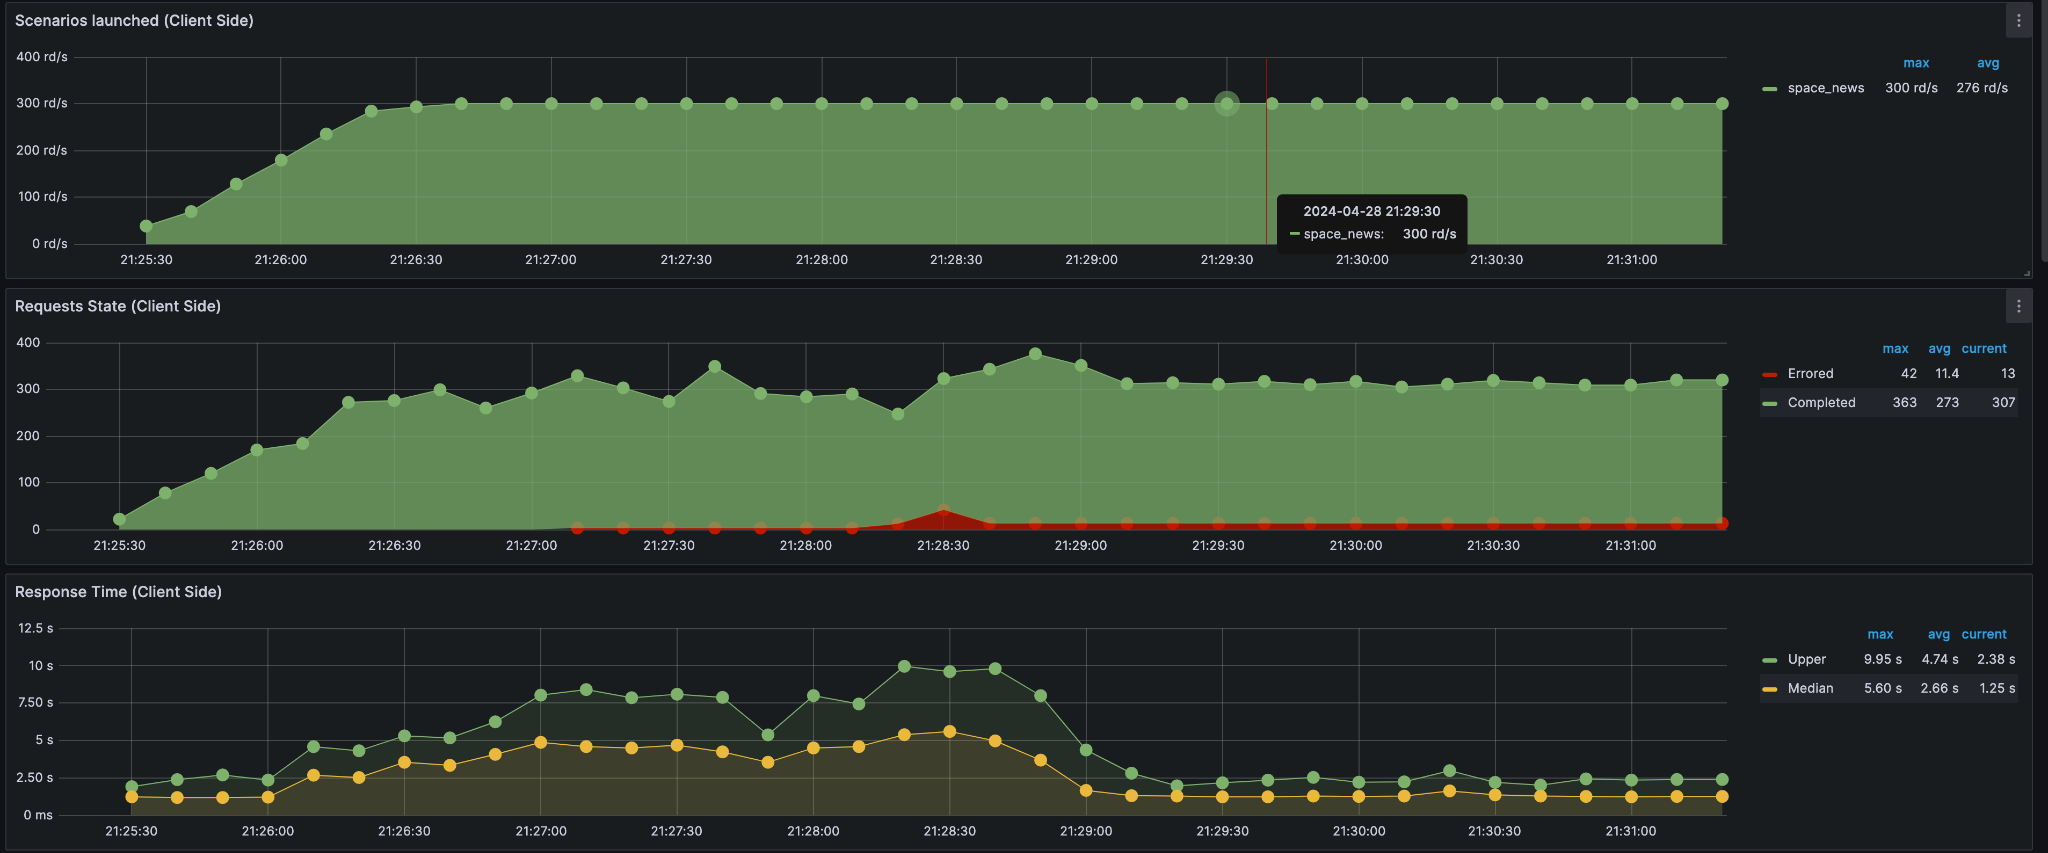 Scenarios launched (Client Side)
400 rd/s
300 rd/s
200 rd/s
100 rd/s
0 rd/s
21:25:30 21:26:00 21:26:30 21:27:00 21:27:30 21:28:00 21:28:30 21:29:00 21:29:30 21:30:00 21:30:30 21:31:00
2024-04-28 21:29:30
space_news: 300 rd/s
max avg
space_news 300 rd/s 276 rd/s
Requests State (Client Side)
400
300
200
100
0
21:25:30 21:26:00 21:26:30 21:27:00 21:27:30 21:28:00 21:28:30 21:29:00 21:29:30 21:30:00 21:30:30 21:31:00
max avg current
Errored 42 11.4 13
Completed 363 273 307
Response Time (Client Side)
12.5 s
10 s
7.50 s
5 s
2.50 s
0 ms
21:25:30 21:26:00 21:26:30 21:27:00 21:27:30 21:28:00 21:28:30 21:29:00 21:29:30 21:30:00 21:30:30 21:31:00
max avg current
Upper 9.95 s 4.74 s 2.38 s
Median 5.60 s 2.66 s 1.25 s